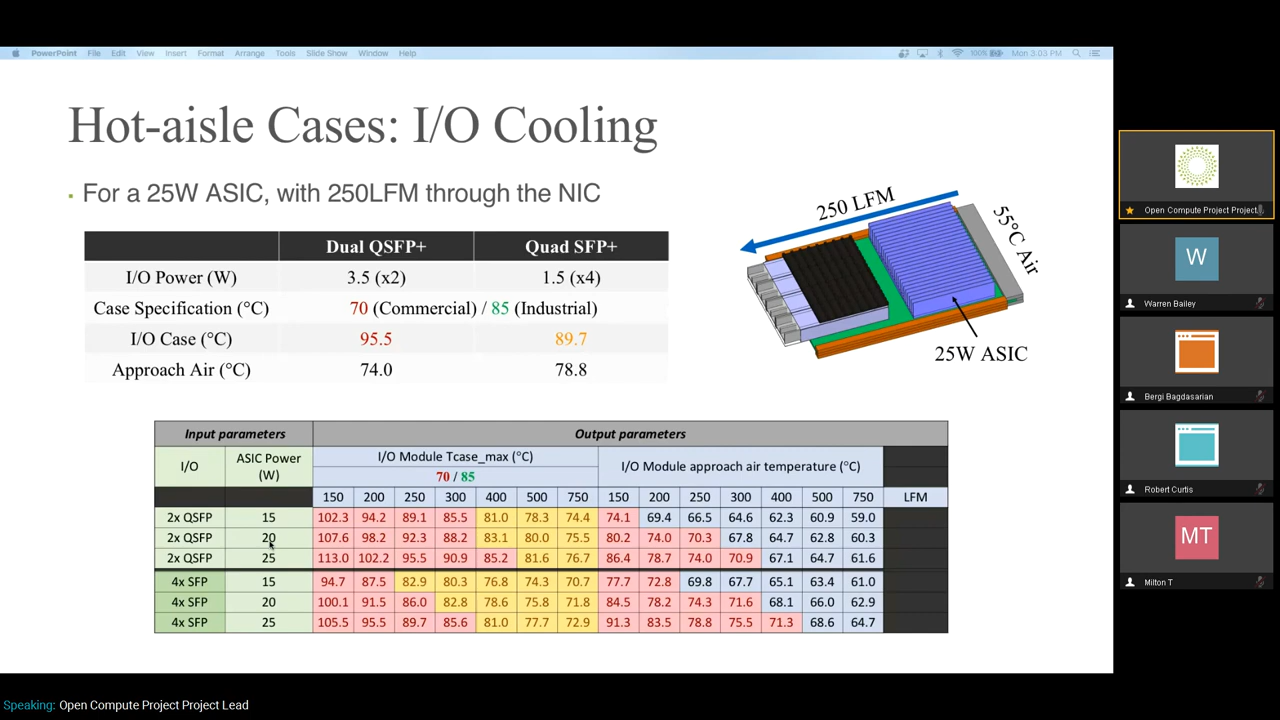 PowerPoint File Edit View Insert Format Arrange Tools Slide Show Window Help
100% Mon 3:03 PM
Hot-aisle Cases: I/O Cooling
▪ For a 25W ASIC, with 250LFM through the NIC
Dual QSFP+ Quad SFP+
I/O Power (W) 3.5 (x2) 1.5 (x4)
Case Specification (°C) 70 (Commercial) / 85 (Industrial)
I/O Case (°C) 95.5 89.7
Approach Air (°C) 74.0 78.8
250 LFM
55°C Air
25W ASIC
Input parameters Output parameters
I/O ASIC Power (W) I/O Module Tcase_max (°C) I/O Module approach air temperature (°C)
70 / 85
150 200 250 300 400 500 750 150 200 250 300 400 500 750 LFM
2x QSFP 15 102.3 94.2 89.1 85.5 81.0 78.3 74.4 74.1 69.4 66.5 64.6 62.3 60.9 59.0
2x QSFP 20 107.6 98.2 92.3 88.2 83.1 80.0 75.5 80.2 74.0 70.3 67.8 64.7 62.8 60.3
2x QSFP 25 113.0 102.2 95.5 90.9 85.2 81.6 76.7 86.4 78.7 74.0 70.9 67.1 64.7 61.6
4x SFP 15 94.7 87.5 82.9 80.3 76.8 74.3 70.7 77.7 72.8 69.8 67.7 65.1 63.4 61.0
4x SFP 20 100.1 91.5 86.0 82.8 78.6 75.8 71.8 84.5 78.2 74.3 71.6 68.1 66.0 62.9
4x SFP 25 105.5 95.5 89.7 85.6 81.0 77.7 72.9 91.3 83.5 78.8 75.5 71.3 68.6 64.7
Open Compute Project Project
W
Warren Bailey
Bergi Bagdasarian
Robert Curtis
MT
Milton T
Speaking: Open Compute Project Project Lead